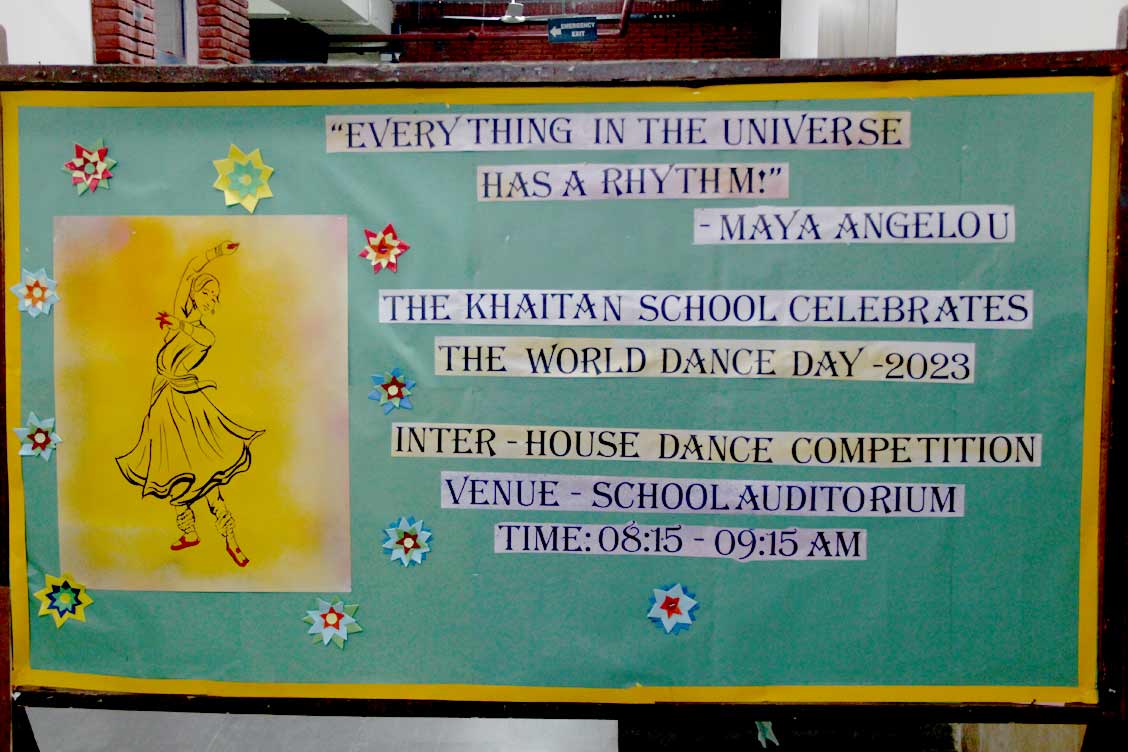 EMERGENCY
EXIT
“EVERYTHING IN THE UNIVERSE
HAS A RHYTHM!”
- MAYA ANGELOU
THE KHAITAN SCHOOL CELEBRATES
THE WORLD DANCE DAY -2023
INTER - HOUSE DANCE COMPETITION
VENUE - SCHOOL AUDITORIUM
TIME: 08:15 - 09:15 AM